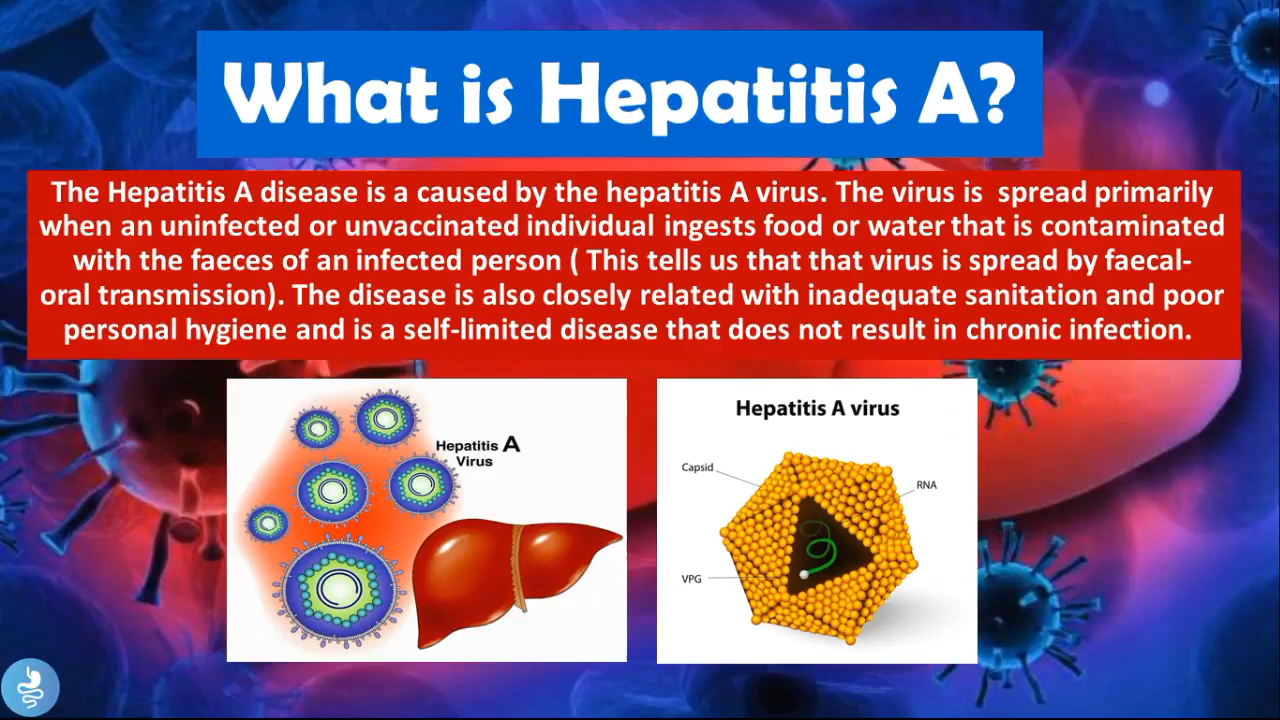 What is Hepatitis A?
The Hepatitis A disease is a caused by the hepatitis A virus. The virus is  spread primarily
when an uninfected or unvaccinated individual ingests food or water that is contaminated
with the faeces of an infected person ( This tells us that that virus is spread by faecal-
oral transmission). The disease is also closely related with inadequate sanitation and poor
personal hygiene and is a self-limited disease that does not result in chronic infection.
Hepatitis A
Virus
Hepatitis A virus
Capsid
RNA
VPG